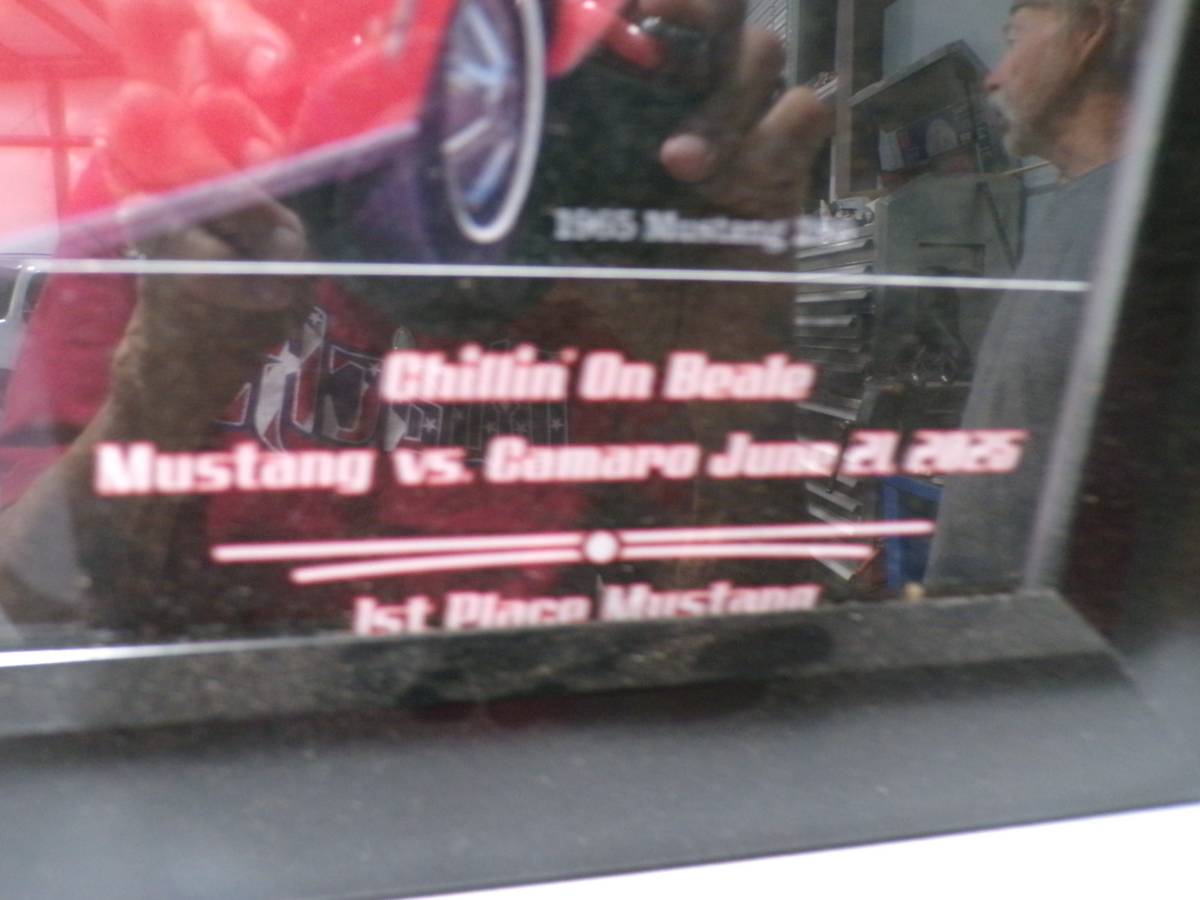 1965 Mustang
Chillin' On Beale
Mustang vs. Camaro June 21, 2025
1st Place Mustang